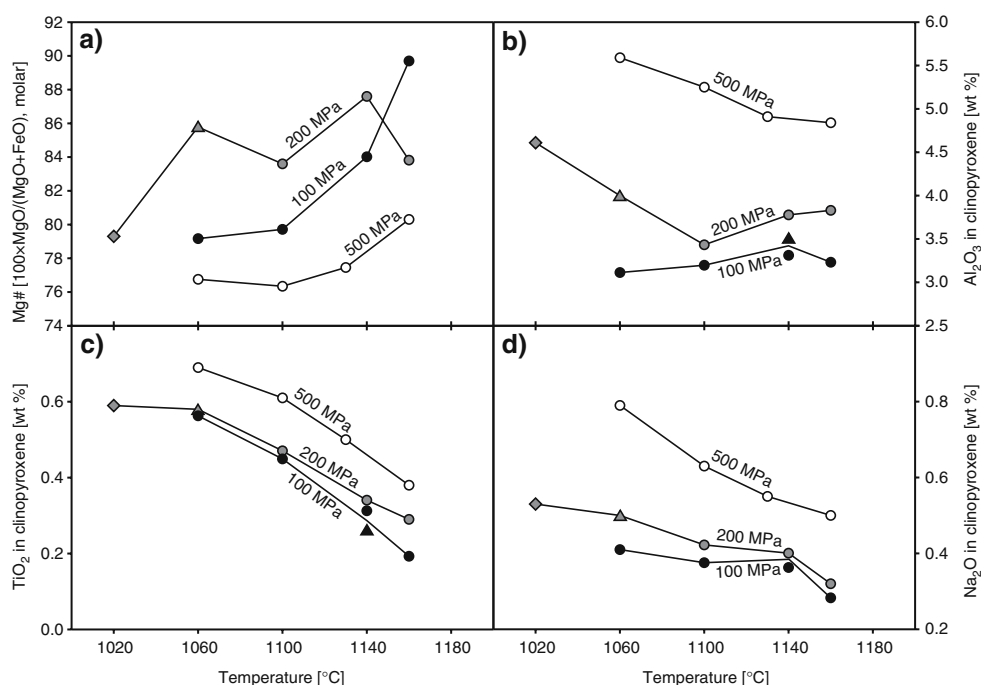 a)
92
90
88
86
84
82
80
78
76
74
Mg# [100×MgO/(MgO+FeO), molar]
200 MPa
100 MPa
500 MPa
b)
6.0
5.5
5.0
4.5
4.0
3.5
3.0
2.5
Al₂O₃ in clinopyroxene [wt %]
500 MPa
200 MPa
100 MPa
c)
0.6
0.4
0.2
0.0
TiO₂ in clinopyroxene [wt %]
500 MPa
200 MPa
100 MPa
1020 1060 1100 1140 1180
Temperature [°C]
d)
0.8
0.6
0.4
0.2
Na₂O in clinopyroxene [wt %]
500 MPa
200 MPa
100 MPa
1020 1060 1100 1140 1180
Temperature [°C]